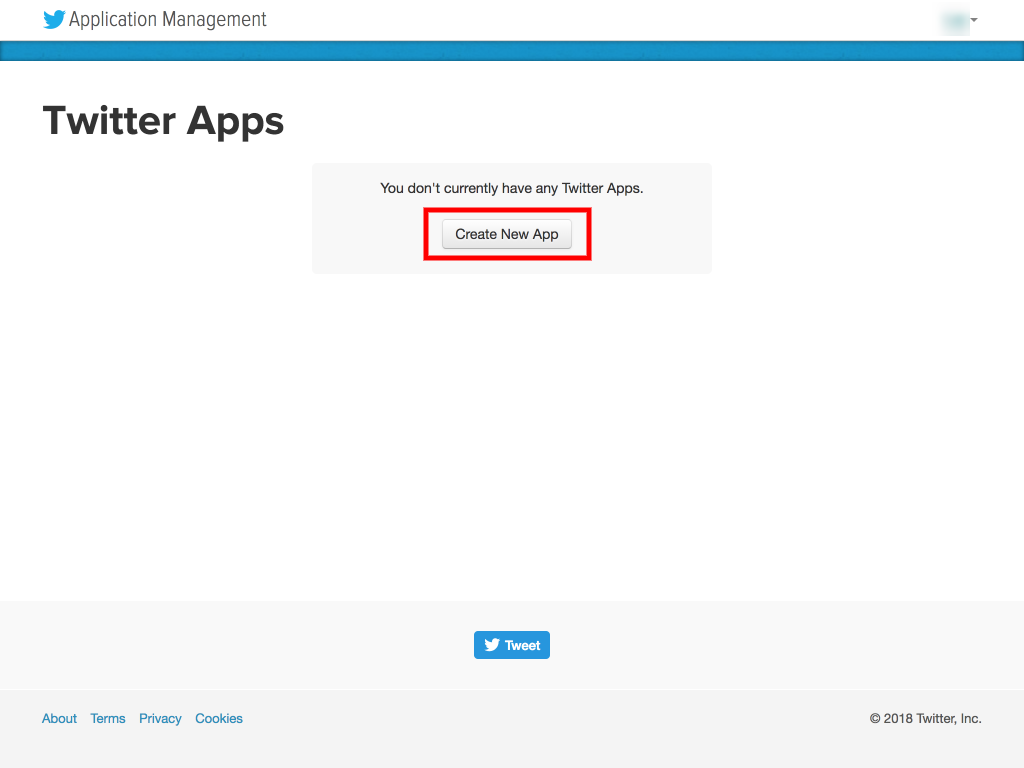 Application Management
Twitter Apps
You don't currently have any Twitter Apps.
Create New App
Tweet
About Terms Privacy Cookies
© 2018 Twitter, Inc.